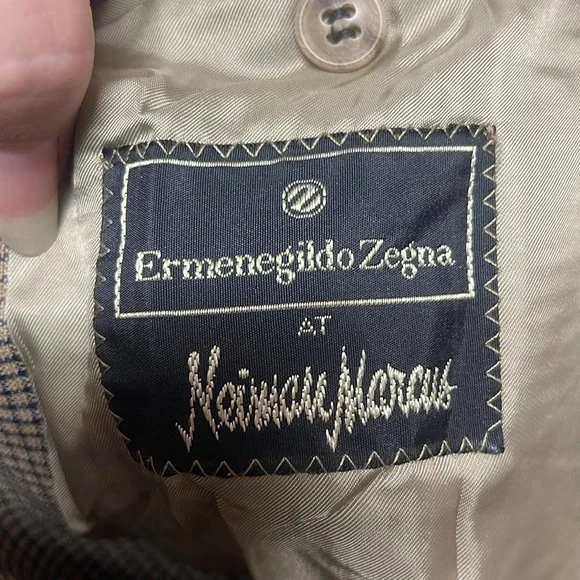 Ermenegildo Zegna
AT
Neiman Marcus